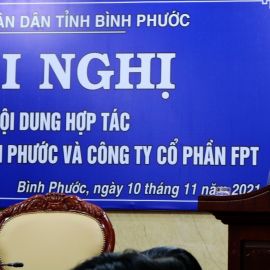 ÂN DÂN TỈNH BÌNH PHƯỚC
I NGHỊ
ỘI DUNG HỢP TÁC
H PHƯỚC VÀ CÔNG TY CỔ PHẦN FPT
Bình Phước, ngày 10 tháng 11 năm 2021